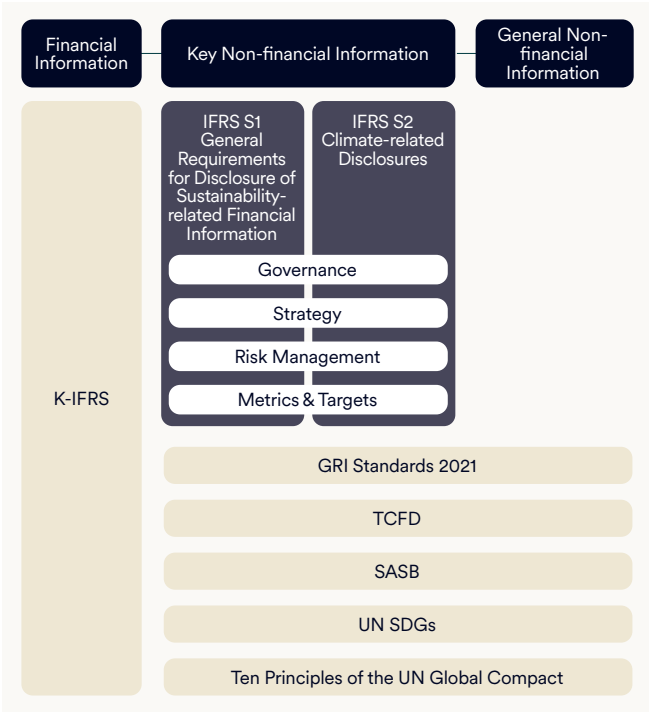 Financial
Information
Key Non-financial Information
General Non-
financial
Information
IFRS S1
General
Requirements
for Disclosure of
Sustainability-
related Financial
Information
IFRS S2
Climate-related
Disclosures
Governance
Strategy
Risk Management
Metrics & Targets
K-IFRS
GRI Standards 2021
TCFD
SASB
UN SDGs
Ten Principles of the UN Global Compact